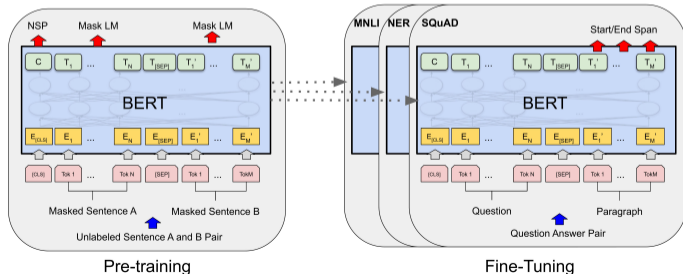 NSP Mask LM Mask LM
C T1 ... TN T[SEP] T1' ... TM'
BERT
E[CLS] E1 ... EN E[SEP] E1' ... EM'
[CLS] Tok 1 ... Tok N [SEP] Tok 1 ... TokM
Masked Sentence A Masked Sentence B
Unlabeled Sentence A and B Pair
Pre-training
MNLI NER SQuAD Start/End Span
C T1 ... TN T[SEP] T1' ... TM'
BERT
E[CLS] E1 ... EN E[SEP] E1' ... EM'
[CLS] Tok 1 ... Tok N [SEP] Tok 1 ... TokM
Question Paragraph
Question Answer Pair
Fine-Tuning